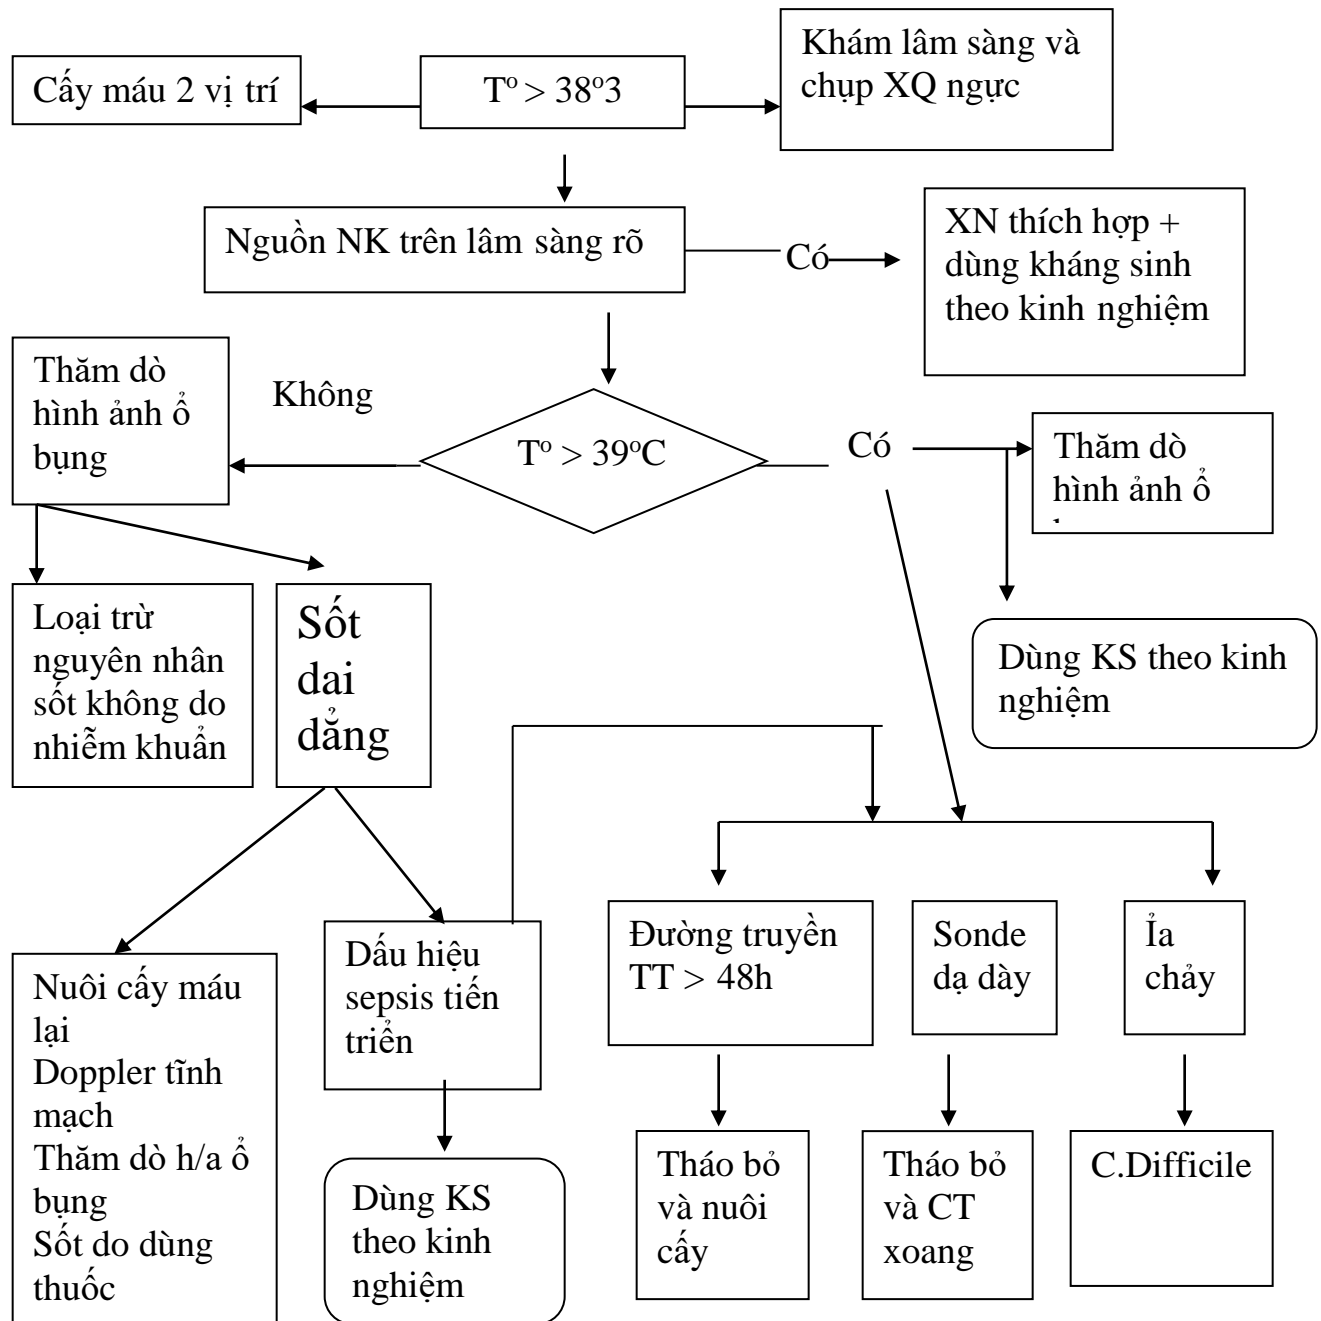 Cấy máu 2 vị trí
Tº > 38º3
Khám lâm sàng và
chụp XQ ngực
Nguồn NK trên lâm sàng rõ
Có
XN thích hợp +
dùng kháng sinh
theo kinh nghiệm
Thăm dò
hình ảnh ổ
bụng
Không
Tº > 39ºC
Có
Thăm dò
hình ảnh ổ
Loại trừ
nguyên nhân
sốt không do
nhiễm khuẩn
Sốt
dai
dẳng
Dùng KS theo kinh
nghiệm
Nuôi cấy máu
lại
Doppler tĩnh
mạch
Thăm dò h/a ổ
bụng
Sốt do dùng
thuốc
Dấu hiệu
sepsis tiến
triển
Đường truyền
TT > 48h
Sonde
dạ dày
Ỉa
chảy
Dùng KS
theo kinh
nghiệm
Tháo bỏ
và nuôi
cấy
Tháo bỏ
và CT
xoang
C.Difficile